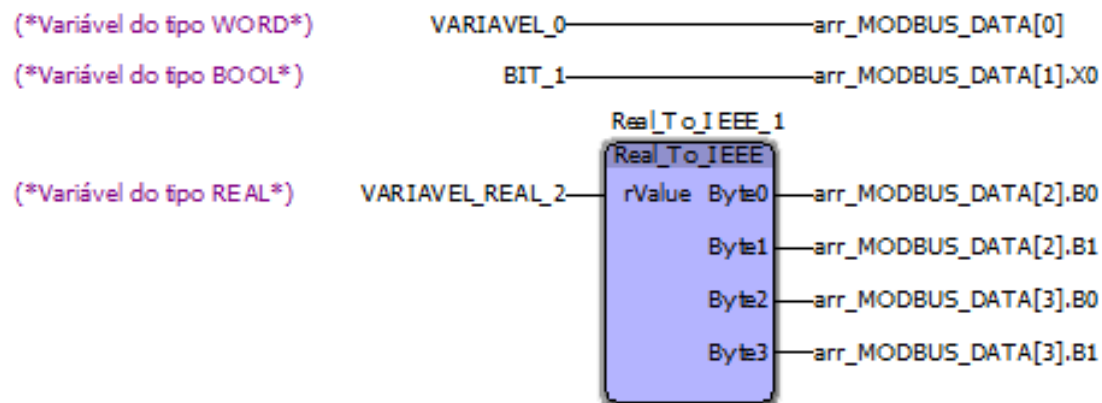 (*Variável do tipo WORD*) VARIAVEL_0 arr_MODBUS_DATA[0]
(*Variável do tipo BOOL*) BIT_1 arr_MODBUS_DATA[1].X0
Real_To_IEEE_1
Real_To_IEEE
(*Variável do tipo REAL*) VARIAVEL_REAL_2 rValue Byte0 arr_MODBUS_DATA[2].B0
Byte1 arr_MODBUS_DATA[2].B1
Byte2 arr_MODBUS_DATA[3].B0
Byte3 arr_MODBUS_DATA[3].B1